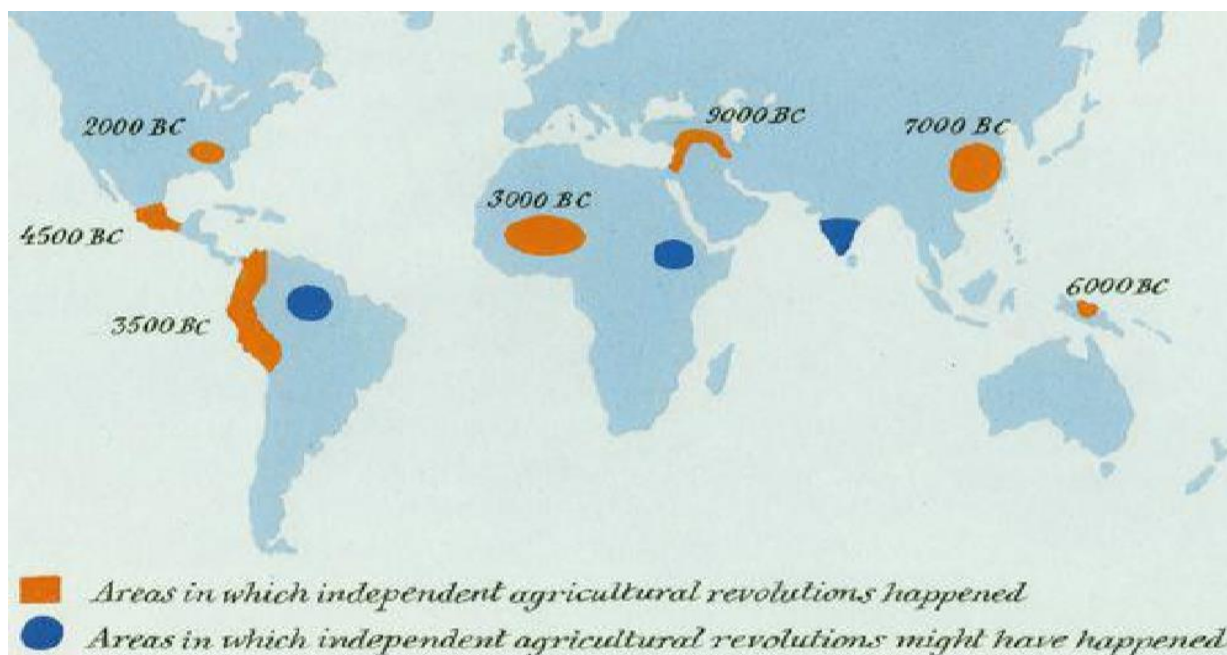 2000 BC
9000 BC
7000 BC
3000 BC
4500 BC
6000 BC
3500 BC
Areas in which independent agricultural revolutions happened
Areas in which independent agricultural revolutions might have happened